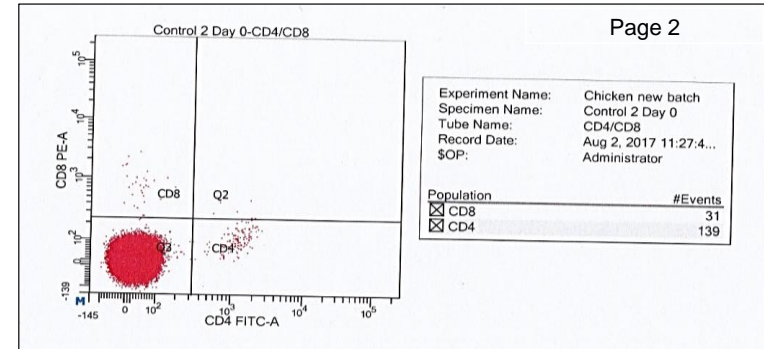 Page 2
Control 2 Day 0-CD4/CD8
CD8 PE-A
10^5
10^4
10^3
10^2
0
-139
CD8
Q2
Q3
CD4
M
-145
0
10^2
10^3
10^4
10^5
CD4 FITC-A
Experiment Name: Chicken new batch
Specimen Name: Control 2 Day 0
Tube Name: CD4/CD8
Record Date: Aug 2, 2017 11:27:4...
$OP: Administrator
Population #Events
CD8 31
CD4 139